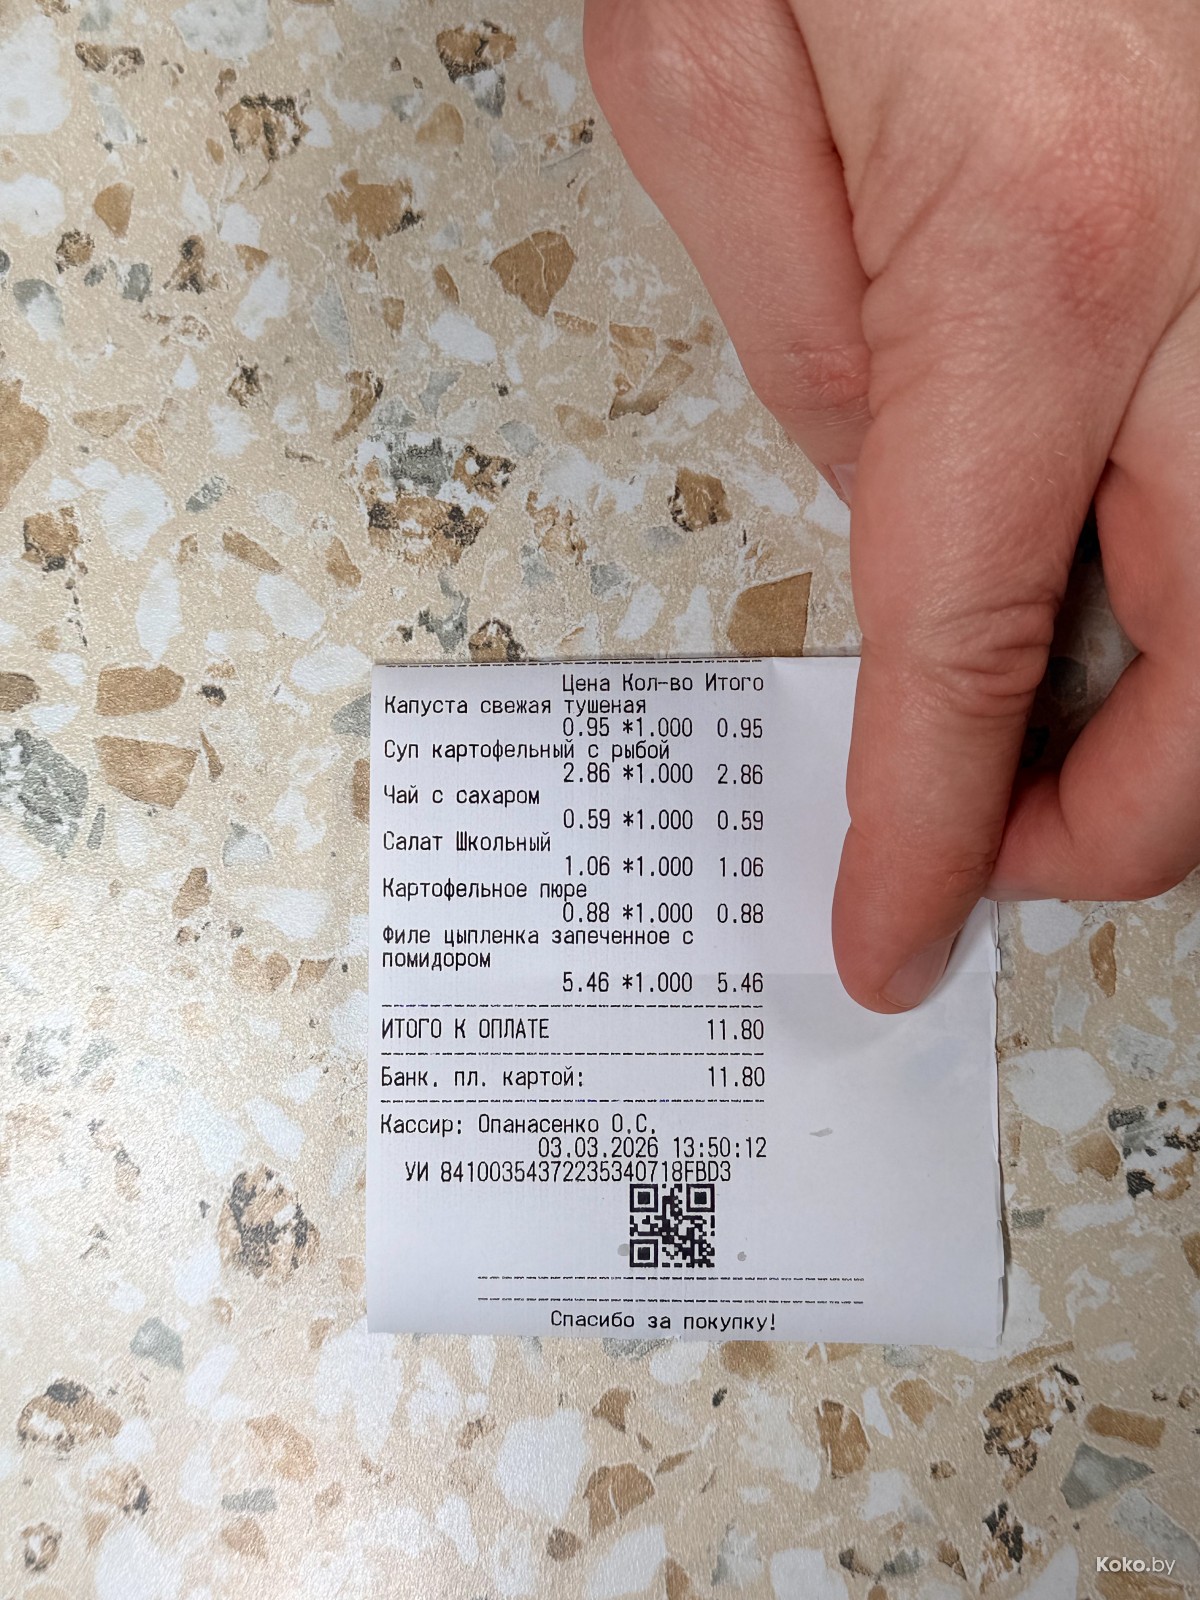 Цена Кол-во Итого
Капуста свежая тушеная
0.95 *1.000 0.95
Суп картофельный с рыбой
2.86 *1.000 2.86
Чай с сахаром
0.59 *1.000 0.59
Салат Школьный
1.06 *1.000 1.06
Картофельное пюре
0.88 *1.000 0.88
Филе цыпленка запеченное с
помидором
5.46 *1.000 5.46
ИТОГО К ОПЛАТЕ 11.80
Банк. пл. картой: 11.80
Кассир: Опанасенко О.С.
03.03.2026 13:50:12
УИ 841003543722353407​18FBD3
Спасибо за покупку!
Koko.by